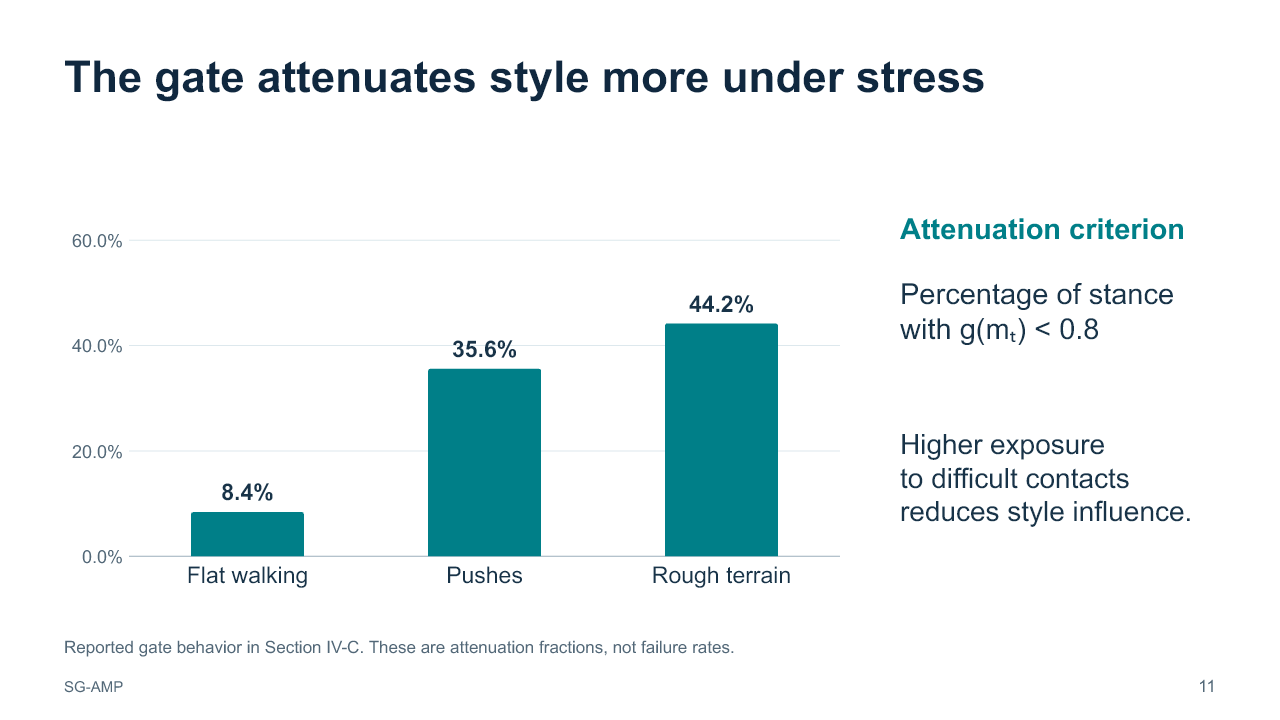 The gate attenuates style more under stress
60.0%
40.0%
20.0%
0.0%
8.4%
35.6%
44.2%
Flat walking
Pushes
Rough terrain
Attenuation criterion
Percentage of stance
with g(mₜ) < 0.8
Higher exposure
to difficult contacts
reduces style influence.
Reported gate behavior in Section IV-C. These are attenuation fractions, not failure rates.
SG-AMP
11